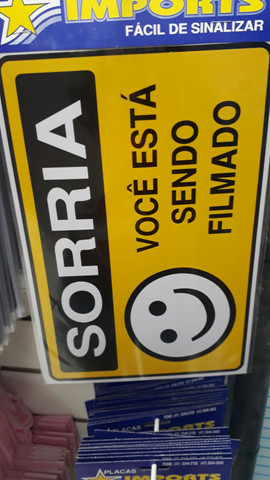 IMPORTS
FÁCIL DE SINALIZAR
SORRIA
VOCÊ ESTÁ
SENDO
FILMADO
PLACAS
IMPORTS